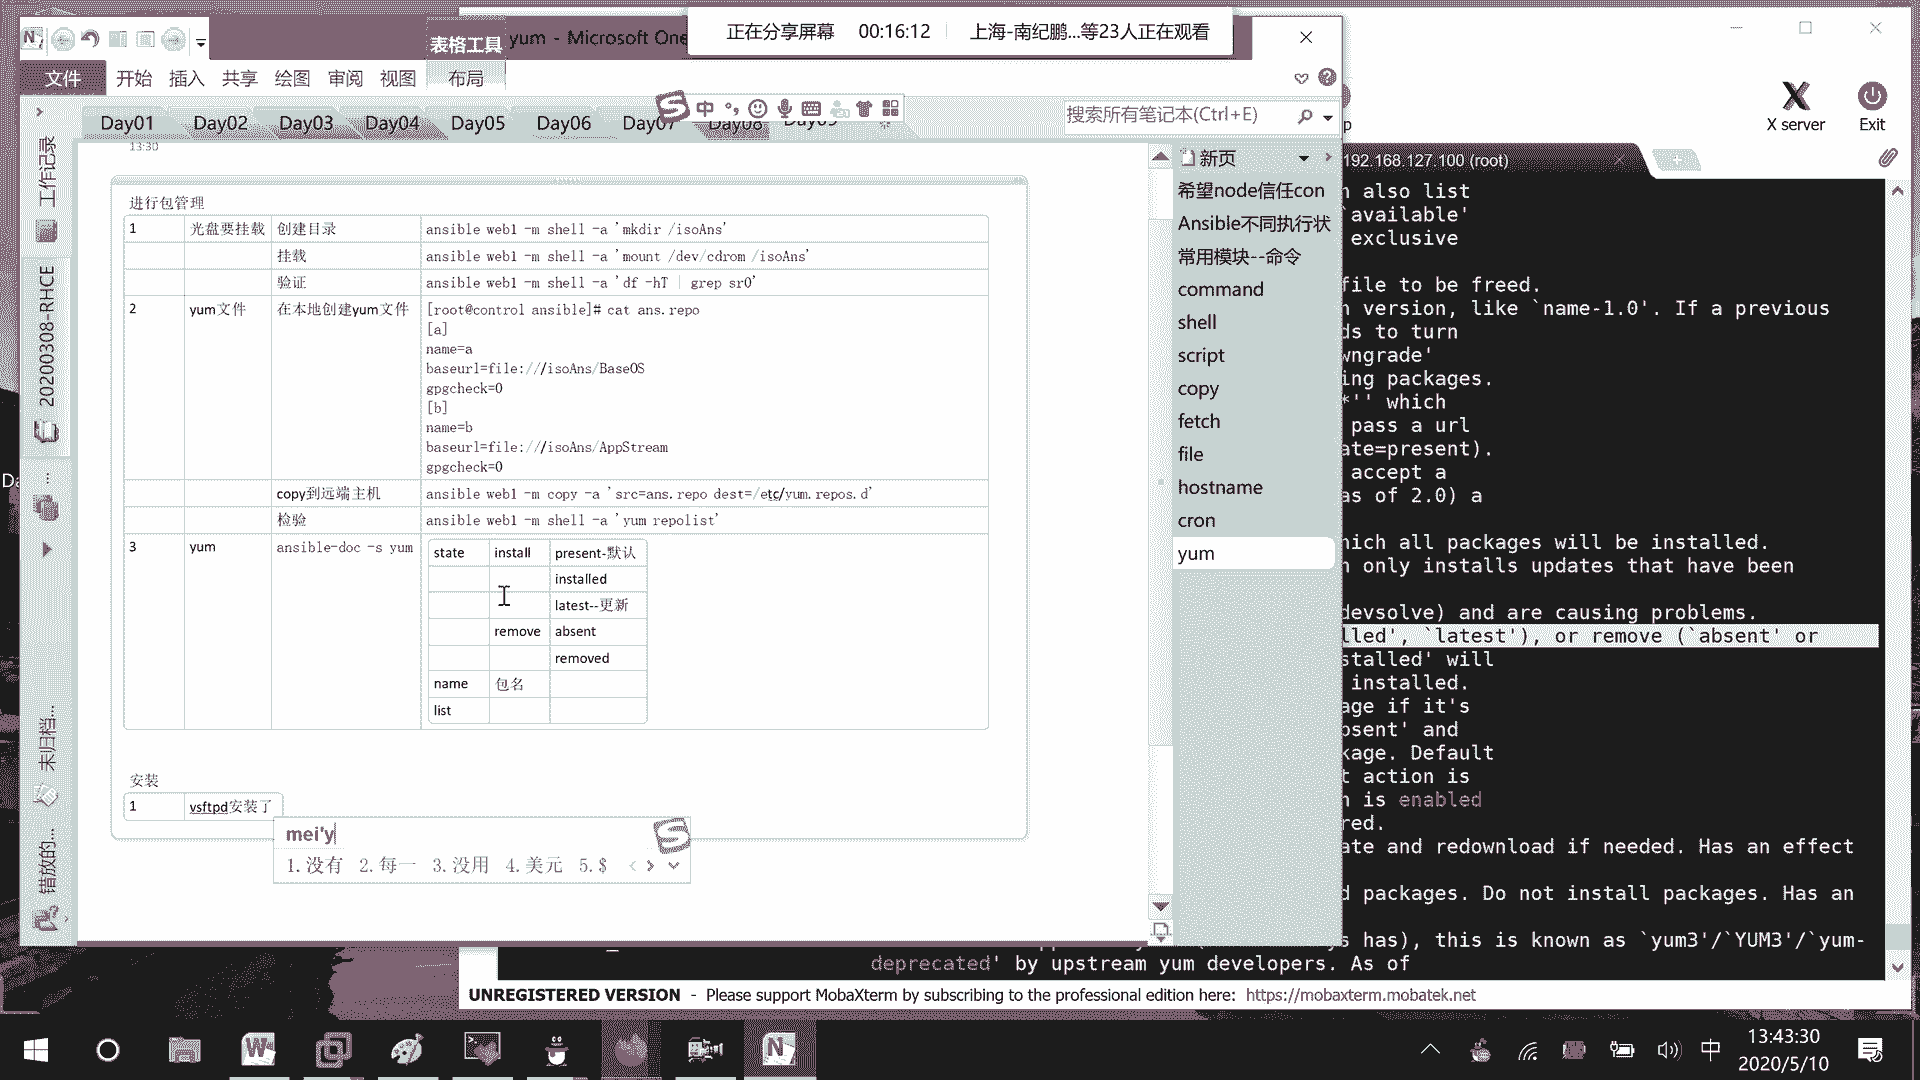 正在分享屏幕 00:16:12 上海-南纪鹏...等23人正在观看
表格工具 yum - Microsoft One
文件 开始 插入 共享 绘图 审阅 视图 布局
中
Day01 Day02 Day03 Day04 Day05 Day06 Day07 Day08
搜索所有笔记本(Ctrl+E)
X server Exit
工作记录
20200308-RHCE
未归档...
错放的...
13:30
进行包管理
1 光盘要挂载 创建目录 ansible web1 -m shell -a 'mkdir /isoAns'
挂载 ansible web1 -m shell -a 'mount /dev/cdrom /isoAns'
验证 ansible web1 -m shell -a 'df -hT | grep sr0'
2 yum文件 在本地创建yum文件 [root@control ansible]# cat ans.repo
[a]
name=a
baseurl=file:///isoAns/BaseOS
gpgcheck=0
[b]
name=b
baseurl=file:///isoAns/AppStream
gpgcheck=0
copy到远端主机 ansible web1 -m copy -a 'src=ans.repo dest=/etc/yum.repos.d'
检验 ansible web1 -m shell -a 'yum repolist'
3 yum ansible-doc -s yum state install present-默认
installed
latest--更新
remove absent
removed
name 包名
list
安装
1 vsftpd安装了
mei'y
1.没有 2.每一 3.没用 4.美元 5.$
新页
希望node信任con
Ansible不同执行状
常用模块--命令
command
shell
script
copy
fetch
file
hostname
cron
yum
192.168.127.100 (root)
also list
`available'
exclusive
file to be freed.
version, like `name-1.0'. If a previous
ds to turn
wngrade'
ing packages.
*'' which
pass a url
ate=present).
accept a
as of 2.0) a
hich all packages will be installed.
only installs updates that have been
devsolve) and are causing problems.
lled', `latest'), or remove (`absent' or
stalled' will
installed.
age if it's
bsent' and
kage. Default
t action is
is enabled
red.
ate and redownload if needed. Has an effect
d packages. Do not install packages. Has an
s has), this is known as `yum3'/`YUM3'/`yum-
deprecated' by upstream yum developers. As of
UNREGISTERED VERSION - Please support MobaXterm by subscribing to the professional edition here: https://mobaxterm.mobatek.net
中 13:43:30
2020/5/10